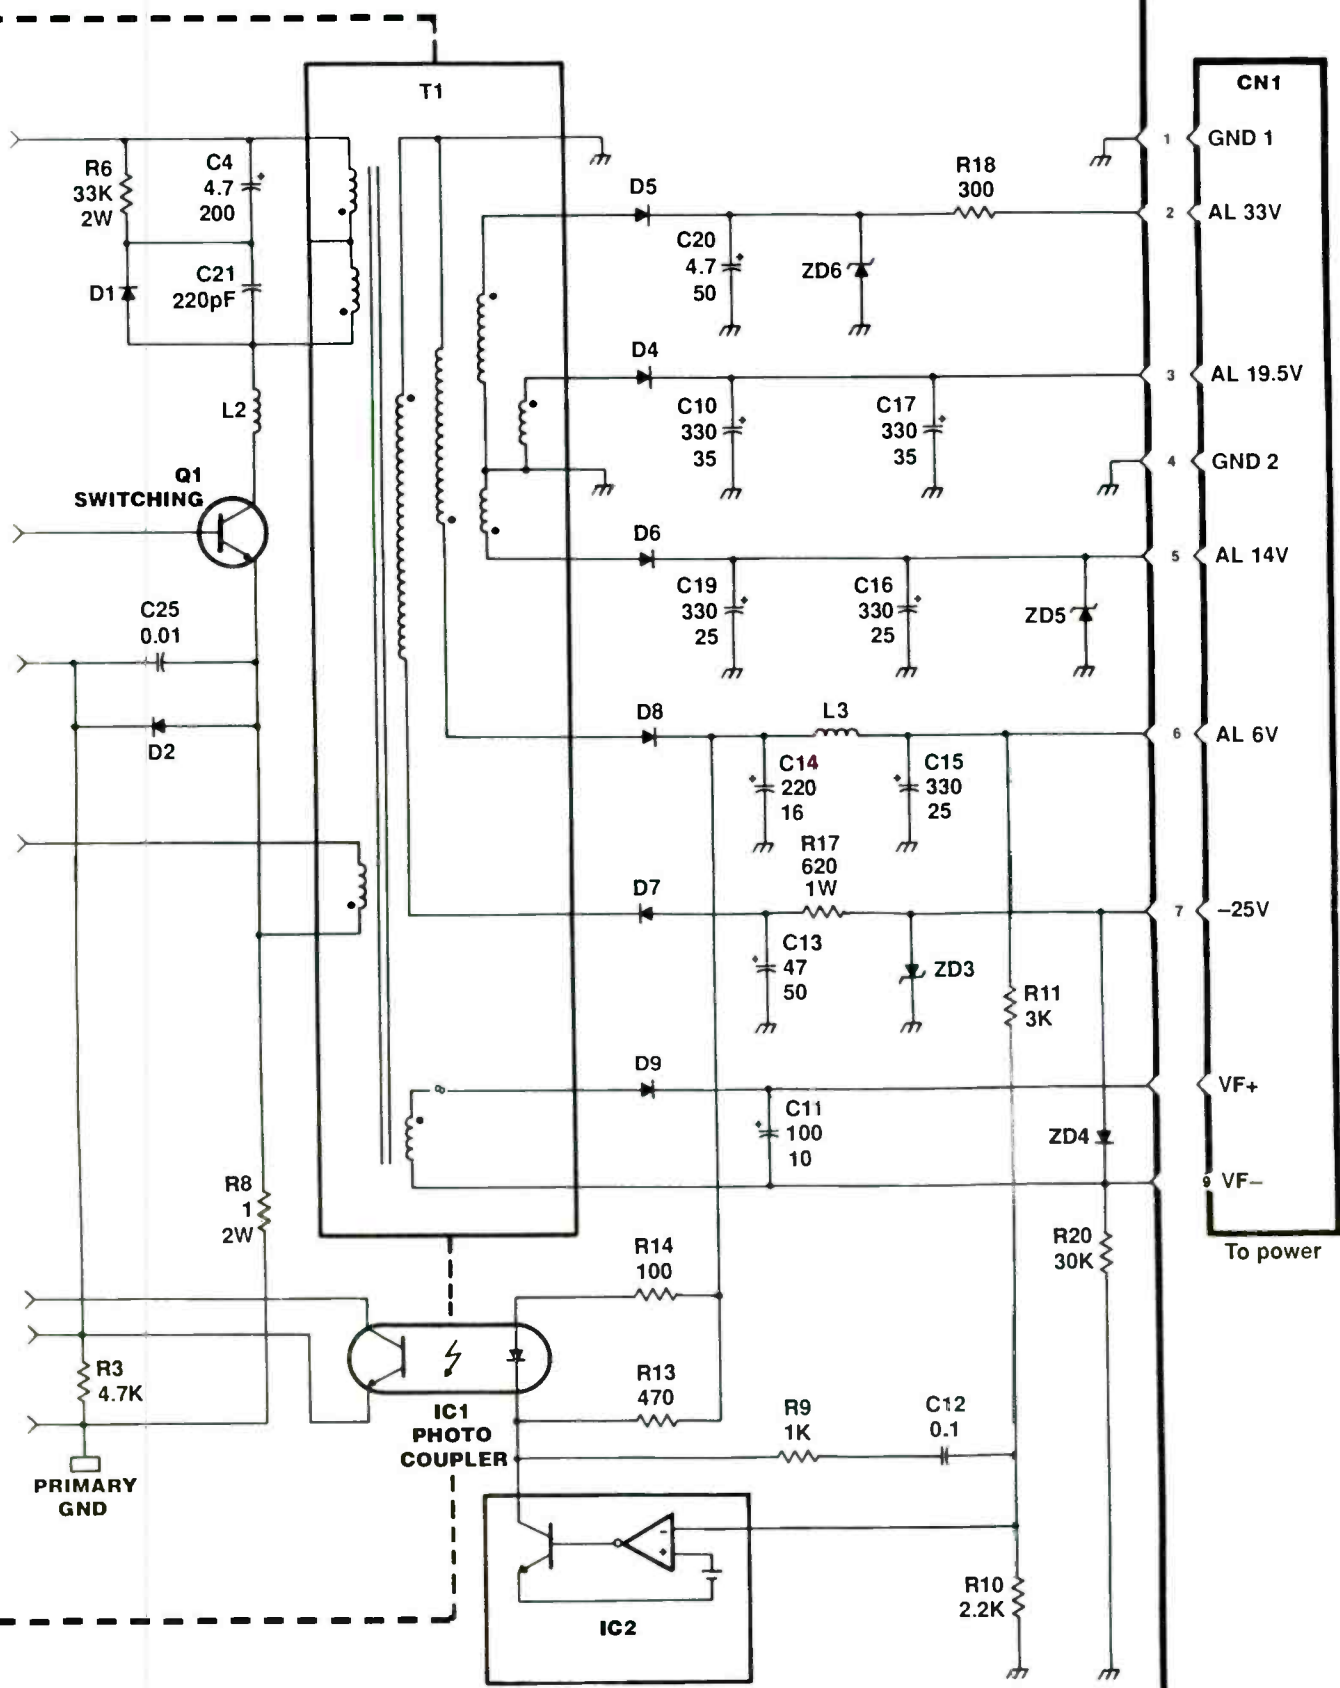 T1
CN1
1
GND 1
R6
33K
2W
C4
4.7
200
R18
300
D5
2
AL 33V
C20
4.7
50
ZD6
D1
C21
220pF
D4
3
AL 19.5V
L2
C10
330
35
C17
330
35
4
GND 2
Q1
SWITCHING
D6
5
AL 14V
C19
330
25
C16
330
25
ZD5
C25
0.01
D8
L3
6
AL 6V
D2
C14
220
16
C15
330
25
R17
620
1W
D7
7
–25V
C13
47
50
ZD3
R11
3K
D9
VF+
C11
100
10
ZD4
9
VF–
R8
1
2W
R14
100
R20
30K
To power
R3
4.7K
R13
470
IC1
PHOTO
COUPLER
R9
1K
C12
0.1
PRIMARY
GND
R10
2.2K
IC2